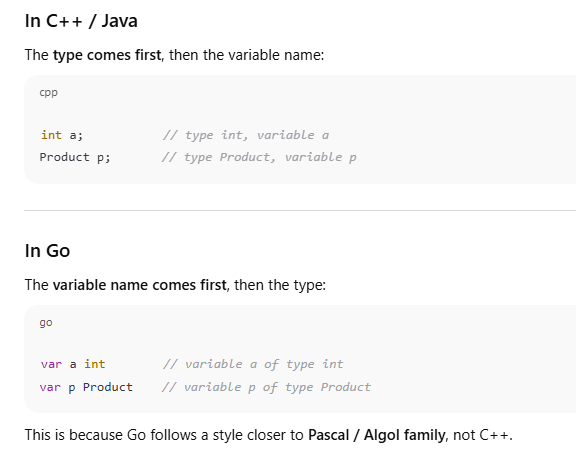 In C++ / Java
The type comes first, then the variable name:
cpp
int a;           // type int, variable a
Product p;       // type Product, variable p
In Go
The variable name comes first, then the type:
go
var a int        // variable a of type int
var p Product    // variable p of type Product
This is because Go follows a style closer to Pascal / Algol family, not C++.